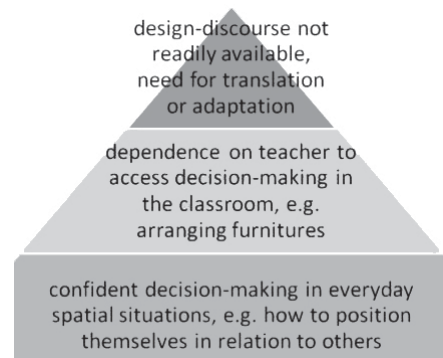 design-discourse not
readily available,
need for translation
or adaptation
dependence on teacher to
access decision-making in
the classroom, e.g.
arranging furnitures
confident decision-making in everyday
spatial situations, e.g. how to position
themselves in relation to others